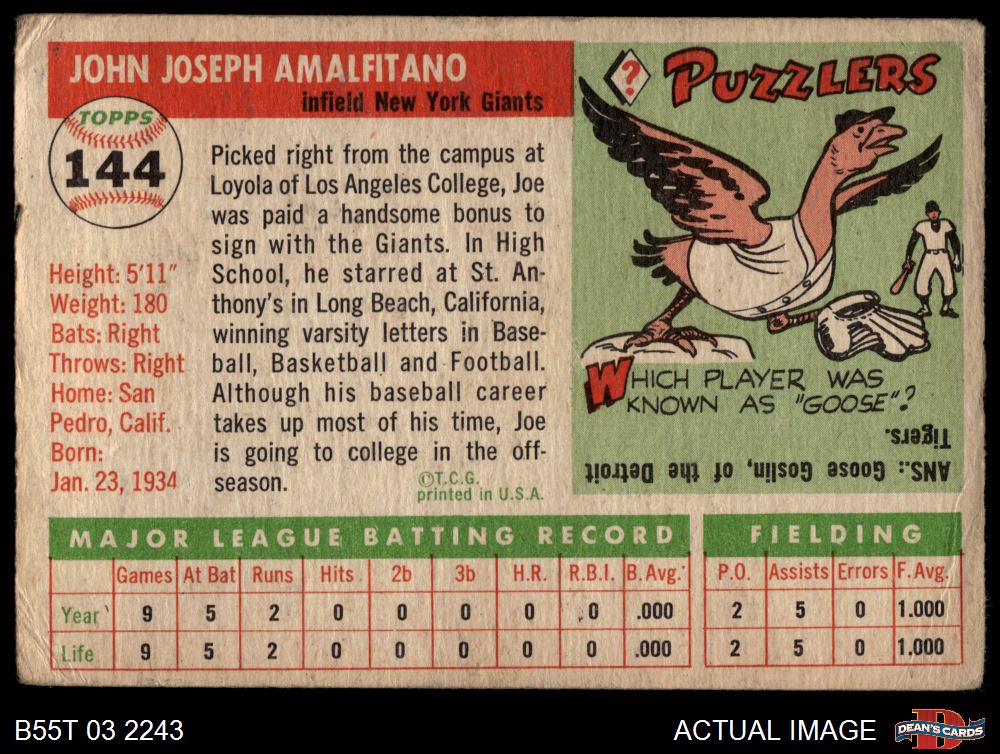 JOHN JOSEPH AMALFITANO
infield New York Giants
TOPPS
144
Height: 5'11"
Weight: 180
Bats: Right
Throws: Right
Home: San
Pedro, Calif.
Born:
Jan. 23, 1934
Picked right from the campus at
Loyola of Los Angeles College, Joe
was paid a handsome bonus to
sign with the Giants. In High
School, he starred at St. An-
thony's in Long Beach, California,
winning varsity letters in Base-
ball, Basketball and Football.
Although his baseball career
takes up most of his time, Joe
is going to college in the off-
season.
©T.C.G.
printed in U.S.A.
? PUZZLERS
WHICH PLAYER WAS
KNOWN AS "GOOSE"?
ANS.: Goose Goslin, of the Detroit
Tigers.
MAJOR LEAGUE BATTING RECORD
Games At Bat Runs Hits 2b 3b H.R. R.B.I. B. Avg.
Year 9 5 2 0 0 0 0 0 .000
Life 9 5 2 0 0 0 0 0 .000
FIELDING
P.O. Assists Errors F. Avg.
2 5 0 1.000
2 5 0 1.000
B55T 03 2243
ACTUAL IMAGE
DEAN'S CARDS